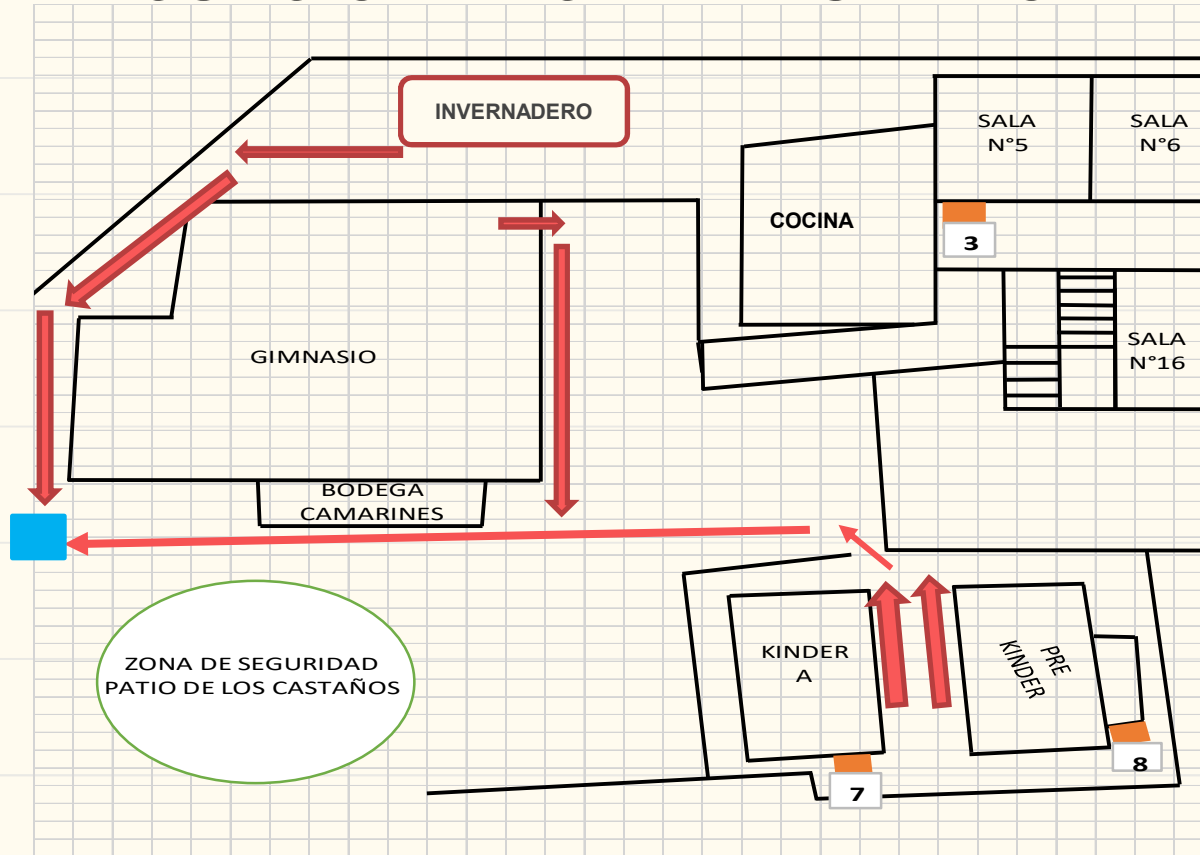 INVERNADERO
SALA
N°5
SALA
N°6
COCINA
3
SALA
N°16
GIMNASIO
BODEGA
CAMARINES
KINDER
A
PRE
KINDER
ZONA DE SEGURIDAD
PATIO DE LOS CASTAÑOS
8
7